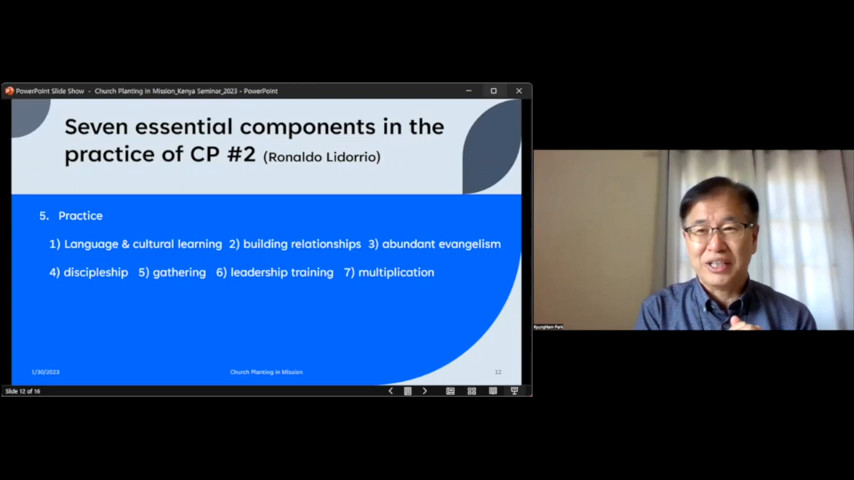 PowerPoint Slide Show - Church Planting in Mission_Kenya Seminar_2023 - PowerPoint
Seven essential components in the
practice of CP #2 (Ronaldo Lidorrio)
5. Practice
1) Language & cultural learning 2) building relationships 3) abundant evangelism
4) discipleship 5) gathering 6) leadership training 7) multiplication
1/30/2023 Church Planting in Mission 12
Slide 12 of 16
KyungNam Park